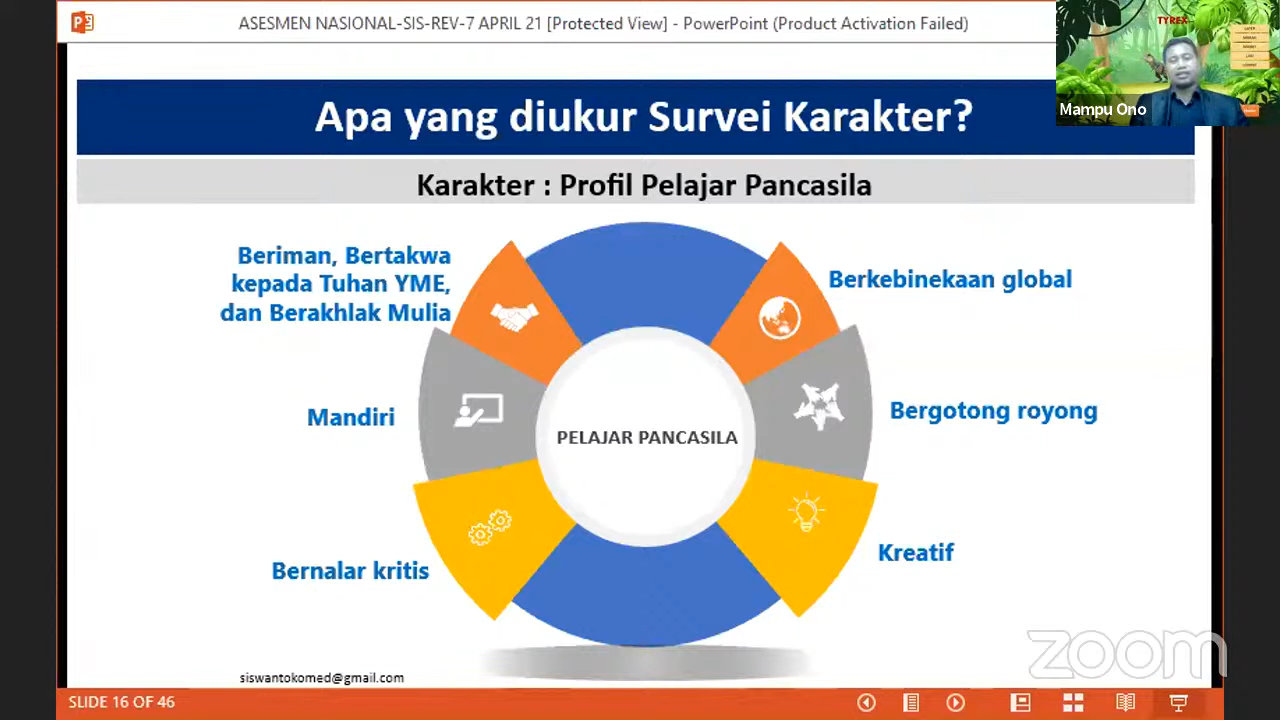 ASESMEN NASIONAL-SIS-REV-7 APRIL 21 [Protected View] - PowerPoint (Product Activation Failed)
TYREX
Mampu Ono
Apa yang diukur Survei Karakter?
Karakter : Profil Pelajar Pancasila
Beriman, Bertakwa
kepada Tuhan YME,
dan Berakhlak Mulia
Berkebinekaan global
Mandiri
Bergotong royong
PELAJAR PANCASILA
Bernalar kritis
Kreatif
zoom
siswantokomed@gmail.com
SLIDE 16 OF 46